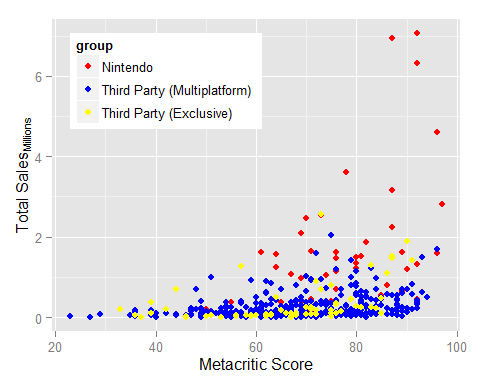 group
Nintendo
Third Party (Multiplatform)
Third Party (Exclusive)
Total Sales Millions
6
4
2
0
20 40 60 80 100
Metacritic Score